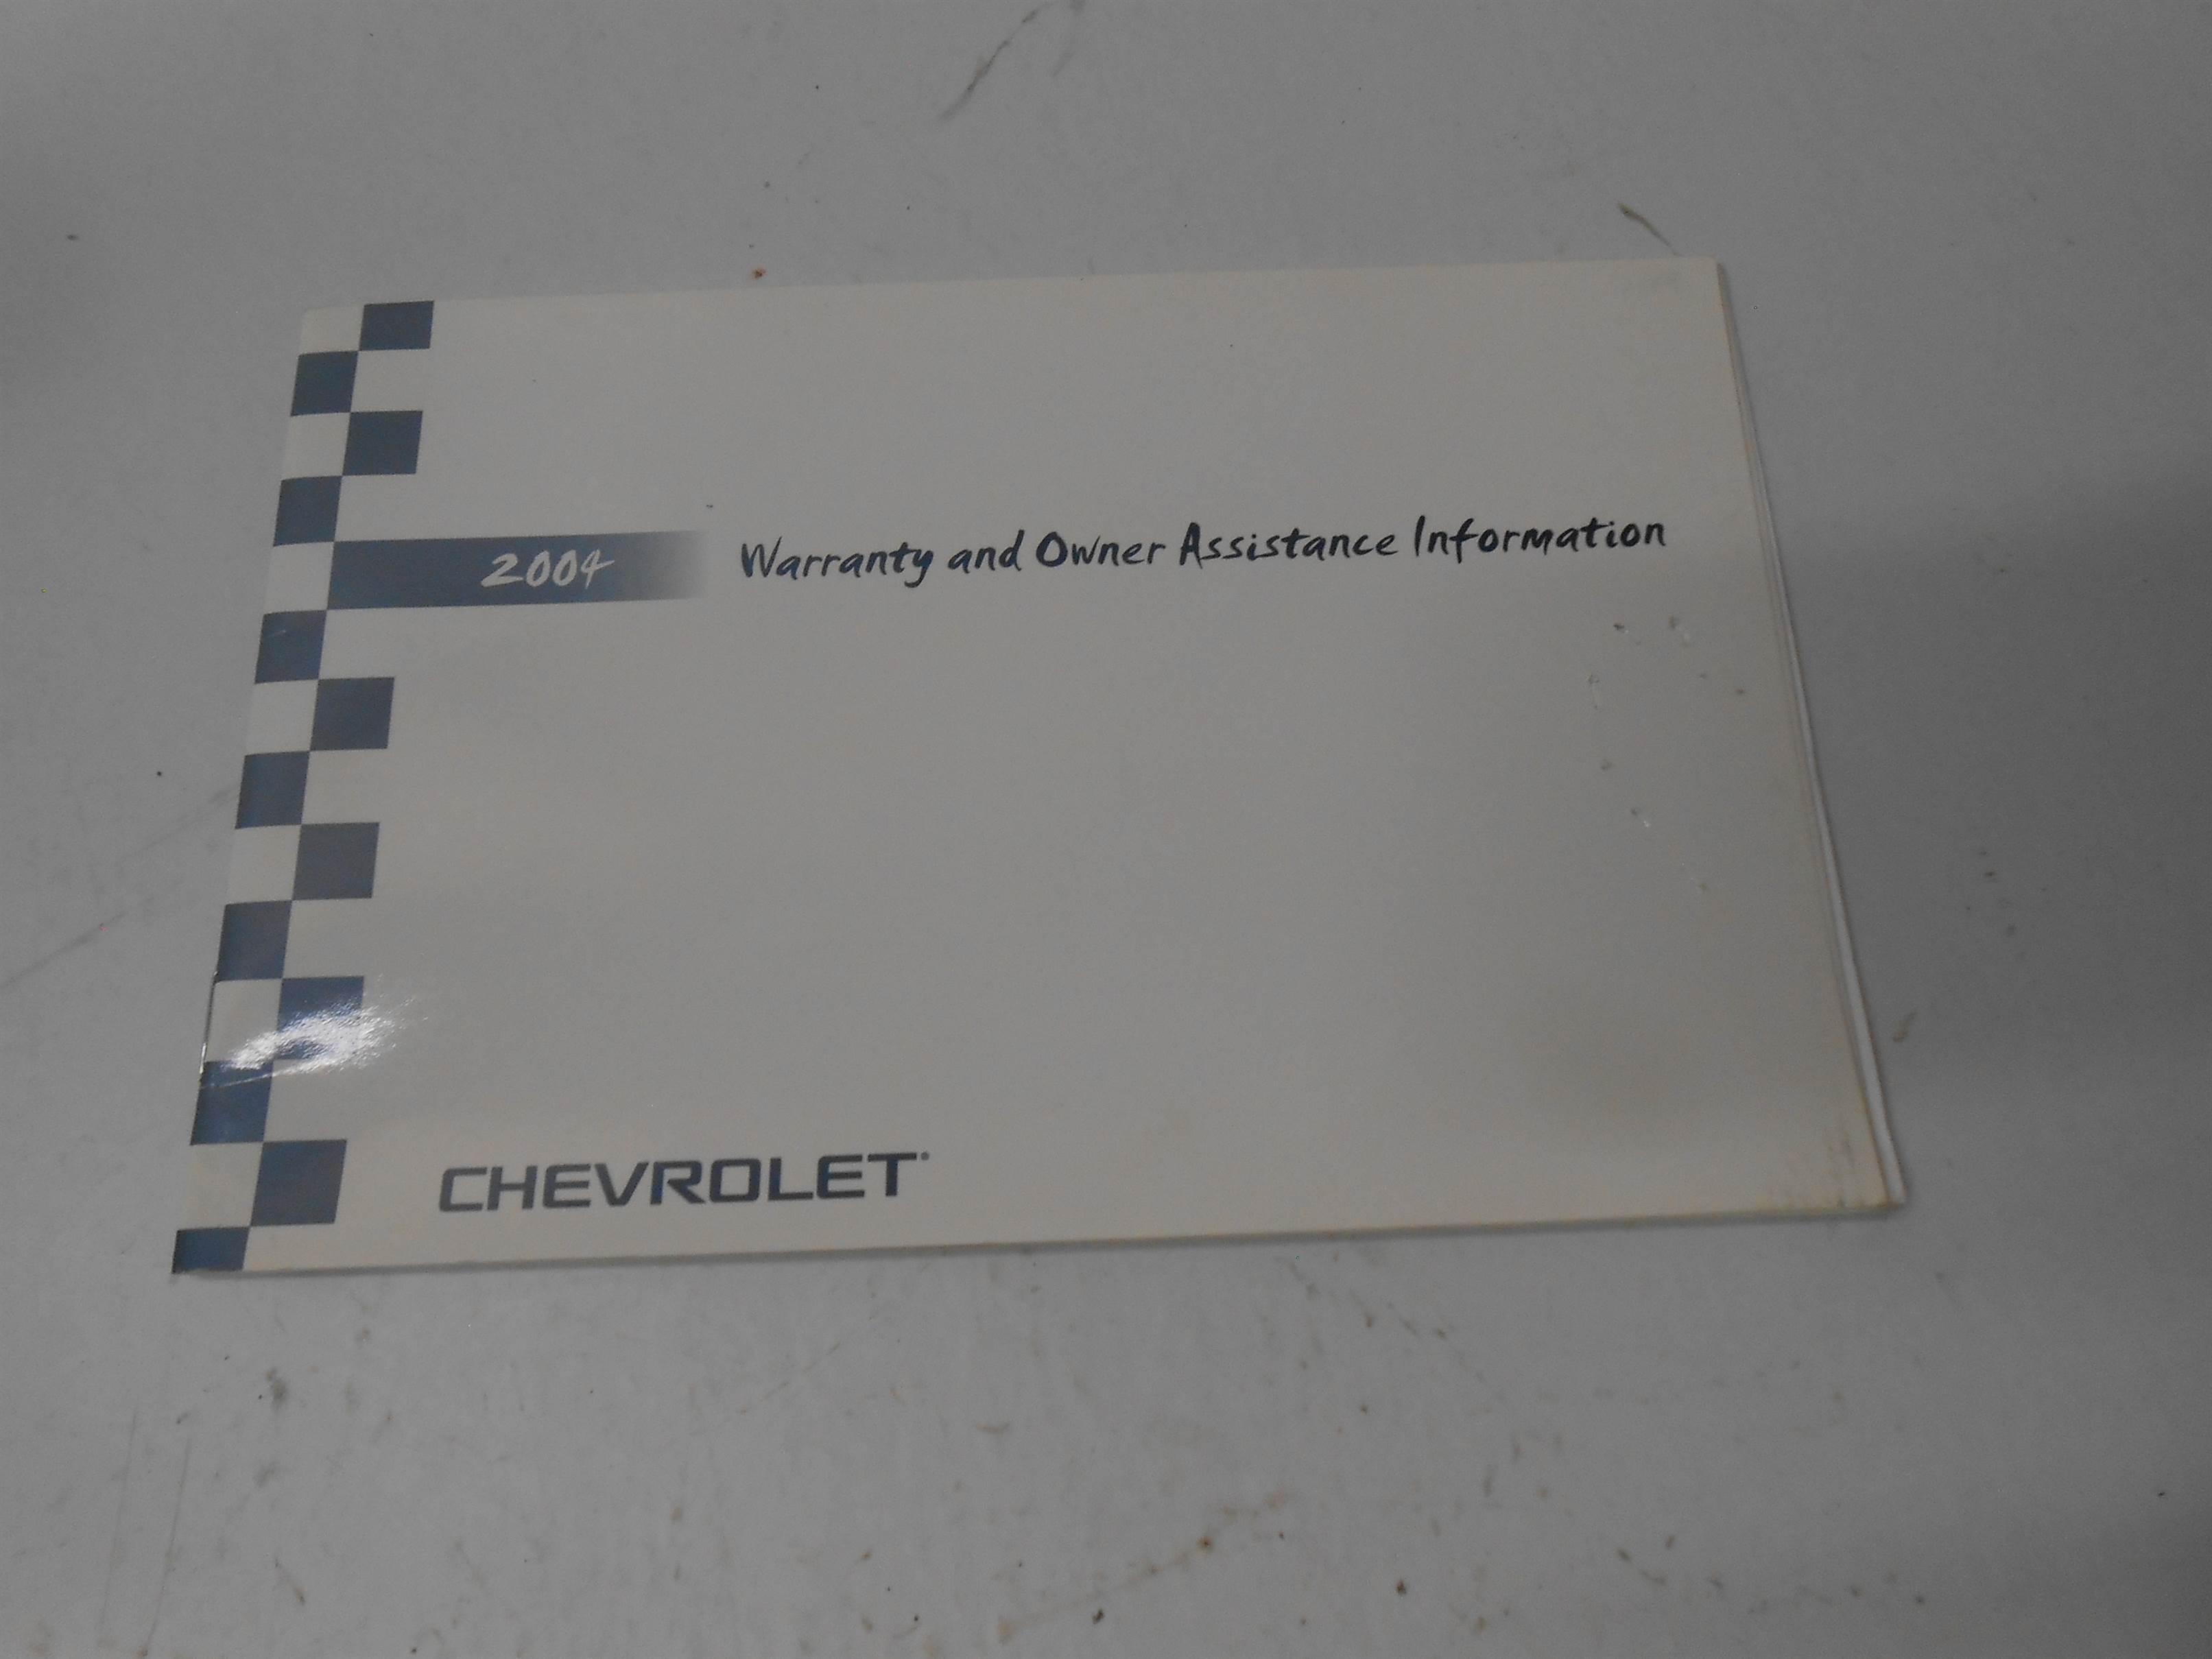 2004 Warranty and Owner Assistance Information
CHEVROLET®